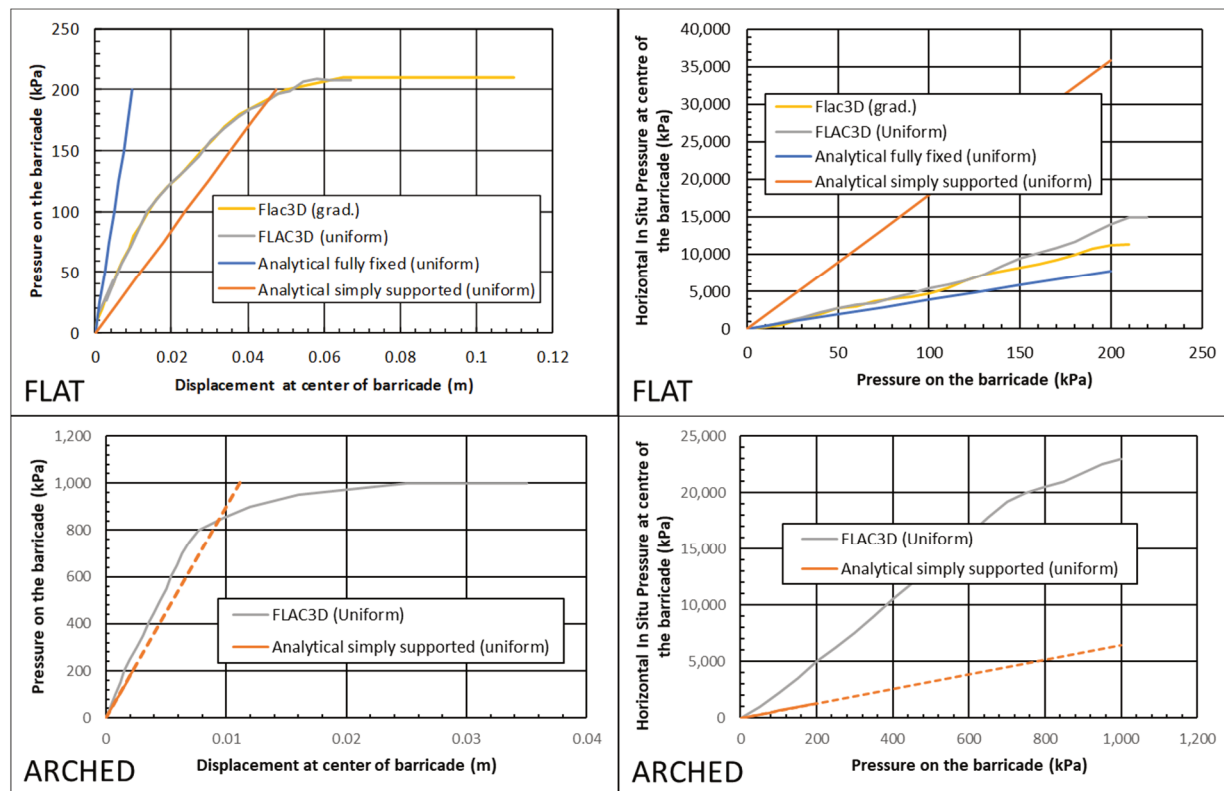 250
200
150
100
50
0
Pressure on the barricade (kPa)
Flac3D (grad.)
FLAC3D (uniform)
Analytical fully fixed (uniform)
Analytical simply supported (uniform)
0 0.02 0.04 0.06 0.08 0.1 0.12
Displacement at center of barricade (m)
FLAT
40,000
35,000
30,000
25,000
20,000
15,000
10,000
5,000
0
Horizontal In Situ Pressure at centre of
the barricade (kPa)
Flac3D (grad.)
FLAC3D (Uniform)
Analytical fully fixed (uniform)
Analytical simply supported (uniform)
0 50 100 150 200 250
Pressure on the barricade (kPa)
FLAT
1,200
1,000
800
600
400
200
0
Pressure on the barricade (kPa)
FLAC3D (Uniform)
Analytical simply supported (uniform)
0 0.01 0.02 0.03 0.04
Displacement at center of barricade (m)
ARCHED
25,000
20,000
15,000
10,000
5,000
0
Horizontal In Situ Pressure at centre of
the barricade (kPa)
FLAC3D (Uniform)
Analytical simply supported (uniform)
0 200 400 600 800 1,000 1,200
Pressure on the barricade (kPa)
ARCHED